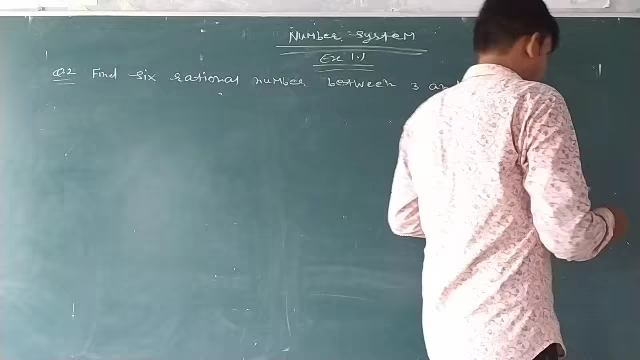 Number system
Ex 1.1
Q2 Find six rational number between 3 an